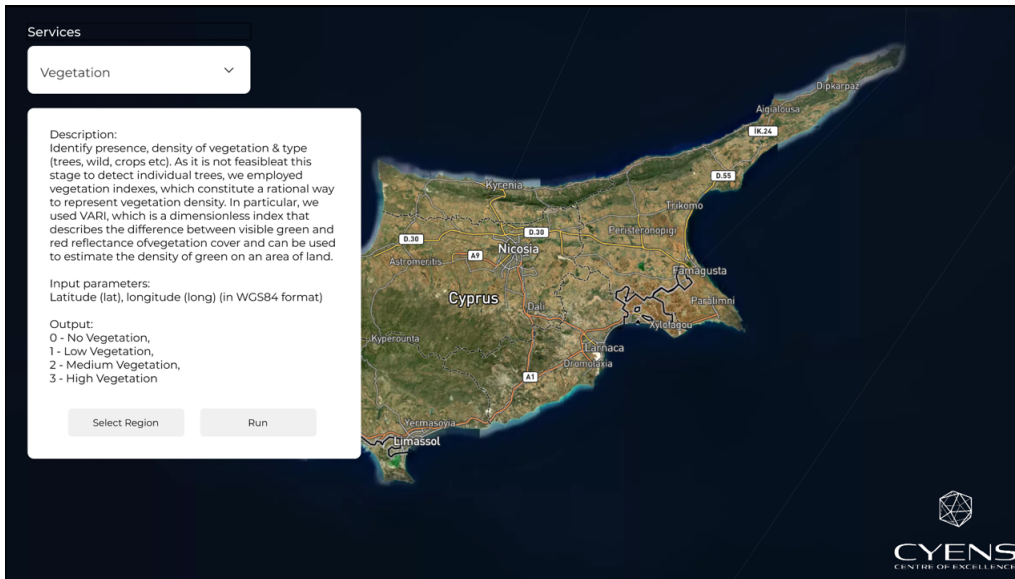 Services
Vegetation
Description:
Identify presence, density of vegetation & type
(trees, wild, crops etc). As it is not feasibleat this
stage to detect individual trees, we employed
vegetation indexes, which constitute a rational way
to represent vegetation density. In particular, we
used VARI, which is a dimensionless index that
describes the difference between visible green and
red reflectance ofvegetation cover and can be used
to estimate the density of green on an area of land.
Input parameters:
Latitude (lat), longitude (long) (in WGS84 format)
Output:
0 - No Vegetation,
1 - Low Vegetation,
2 - Medium Vegetation,
3 - High Vegetation
Select Region
Run
Dipkarpaz
Aigialousa
IK.24
D.55
Kyrenia
Trikomo
D.30
D.30
Peristeronopigi
Nicosia
A9
Astromeritis
Famagusta
Cyprus
Paralimni
Dali
Xylofagou
Kyperounta
Larnaca
Dromolaxia
A1
Yermasoyia
Limassol
CYENS
CENTRE OF EXCELLENCE